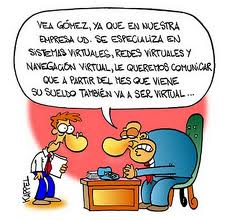 VEA GÓMEZ, YA QUE EN NUESTRA
EMPRESA UD. SE ESPECIALIZA EN
SISTEMAS VIRTUALES, REDES VIRTUALES Y
NAVEGACIÓN VIRTUAL, LE QUEREMOS COMUNICAR
QUE A PARTIR DEL MES QUE VIENE
SU SUELDO TAMBIÉN VA A SER VIRTUAL...